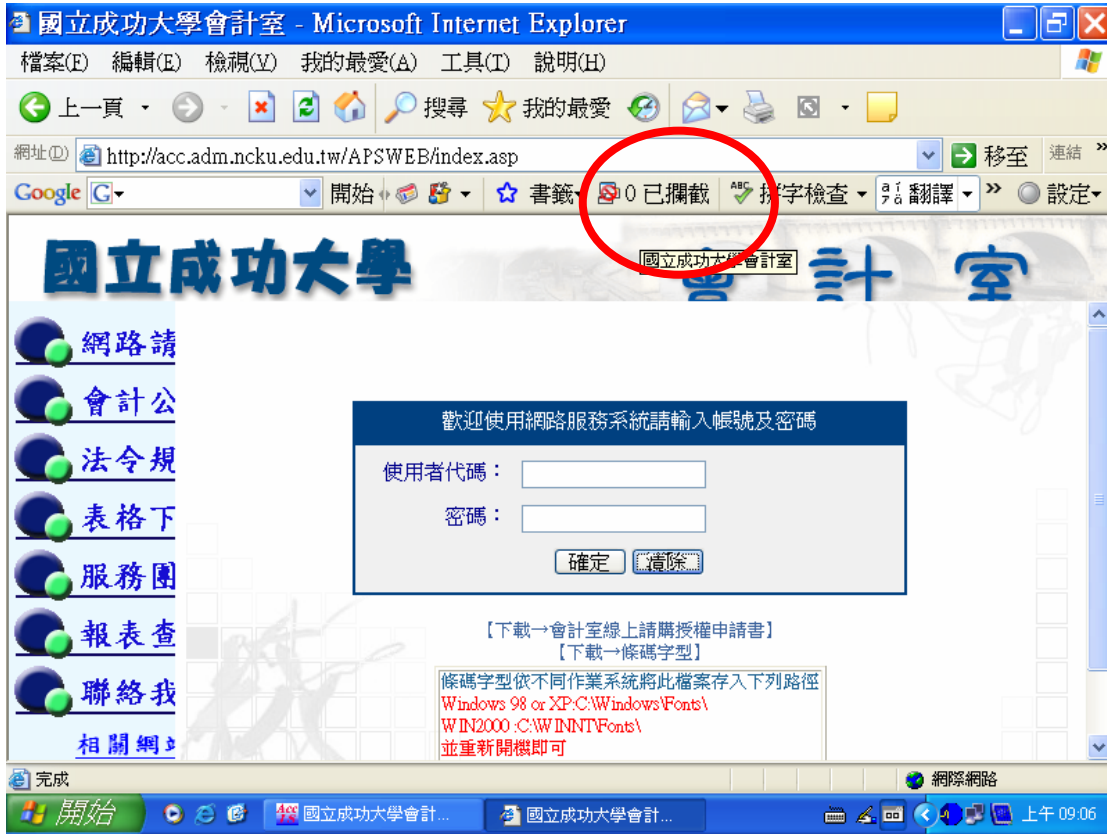 國立成功大學會計室 - Microsoft Internet Explorer
檔案(F) 編輯(E) 檢視(V) 我的最愛(A) 工具(T) 說明(H)
上一頁 搜尋 我的最愛
網址(D) http://acc.adm.ncku.edu.tw/APSWEB/index.asp 移至 連結 »
Google G 開始 書籤 0 已攔截 ABC 拼字檢查 翻譯 » 設定
國立成功大學 會計室
國立成功大學會計室
網路請
會計公
法令規
表格下
服務團
報表查
聯絡我
相關網
歡迎使用網路服務系統請輸入帳號及密碼
使用者代碼：
密碼：
確定 清除
【下載→會計室線上請購授權申請書】
【下載→條碼字型】
條碼字型依不同作業系統將此檔案存入下列路徑
Windows 98 or XP:C:\Windows\Fonts\
WIN2000 :C:\WINNT\Fonts\
並重新開機即可
完成 網際網路
開始 國立成功大學會計... 國立成功大學會計... 上午 09:06